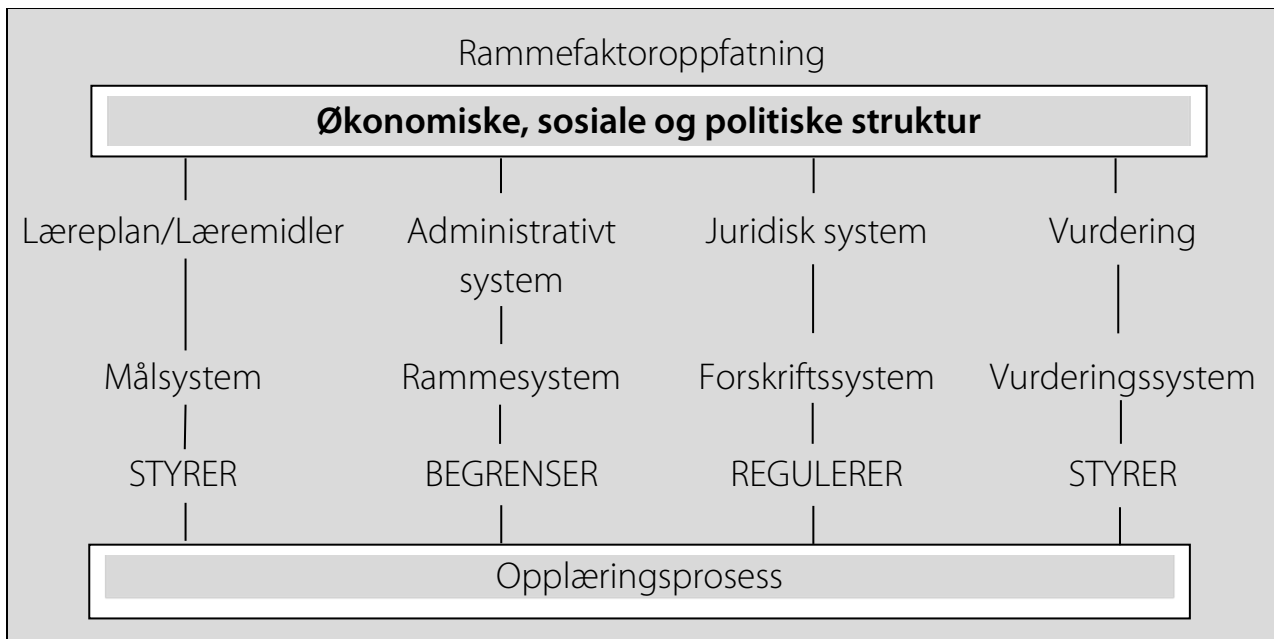 Rammefaktoroppfatning
Økonomiske, sosiale og politiske struktur
Læreplan/Læremidler
Administrativt
system
Juridisk system
Vurdering
Målsystem
Rammesystem
Forskriftssystem
Vurderingssystem
STYRER
BEGRENSER
REGULERER
STYRER
Opplæringsprosess